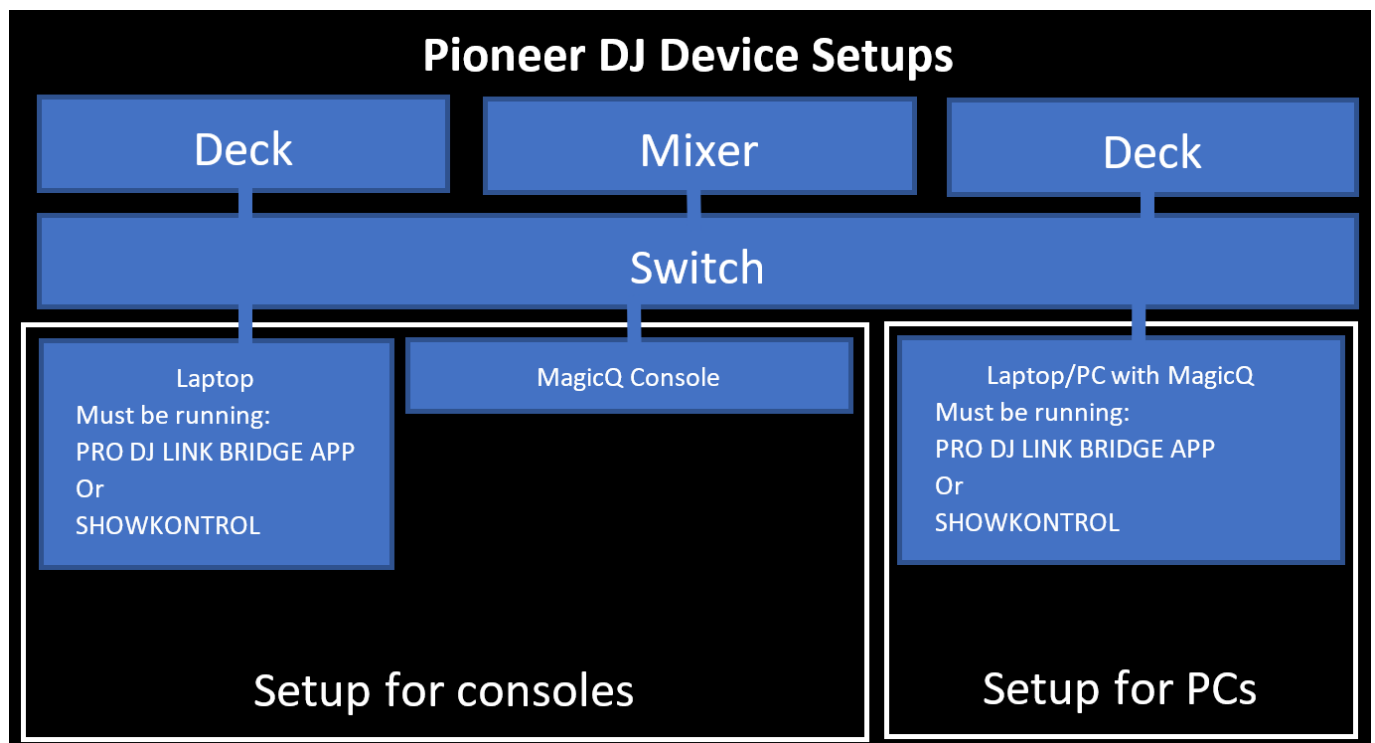 Pioneer DJ Device Setups
Deck
Mixer
Deck
Switch
Laptop
Must be running:
PRO DJ LINK BRIDGE APP
Or
SHOWKONTROL
MagicQ Console
Laptop/PC with MagicQ
Must be running:
PRO DJ LINK BRIDGE APP
Or
SHOWKONTROL
Setup for consoles
Setup for PCs